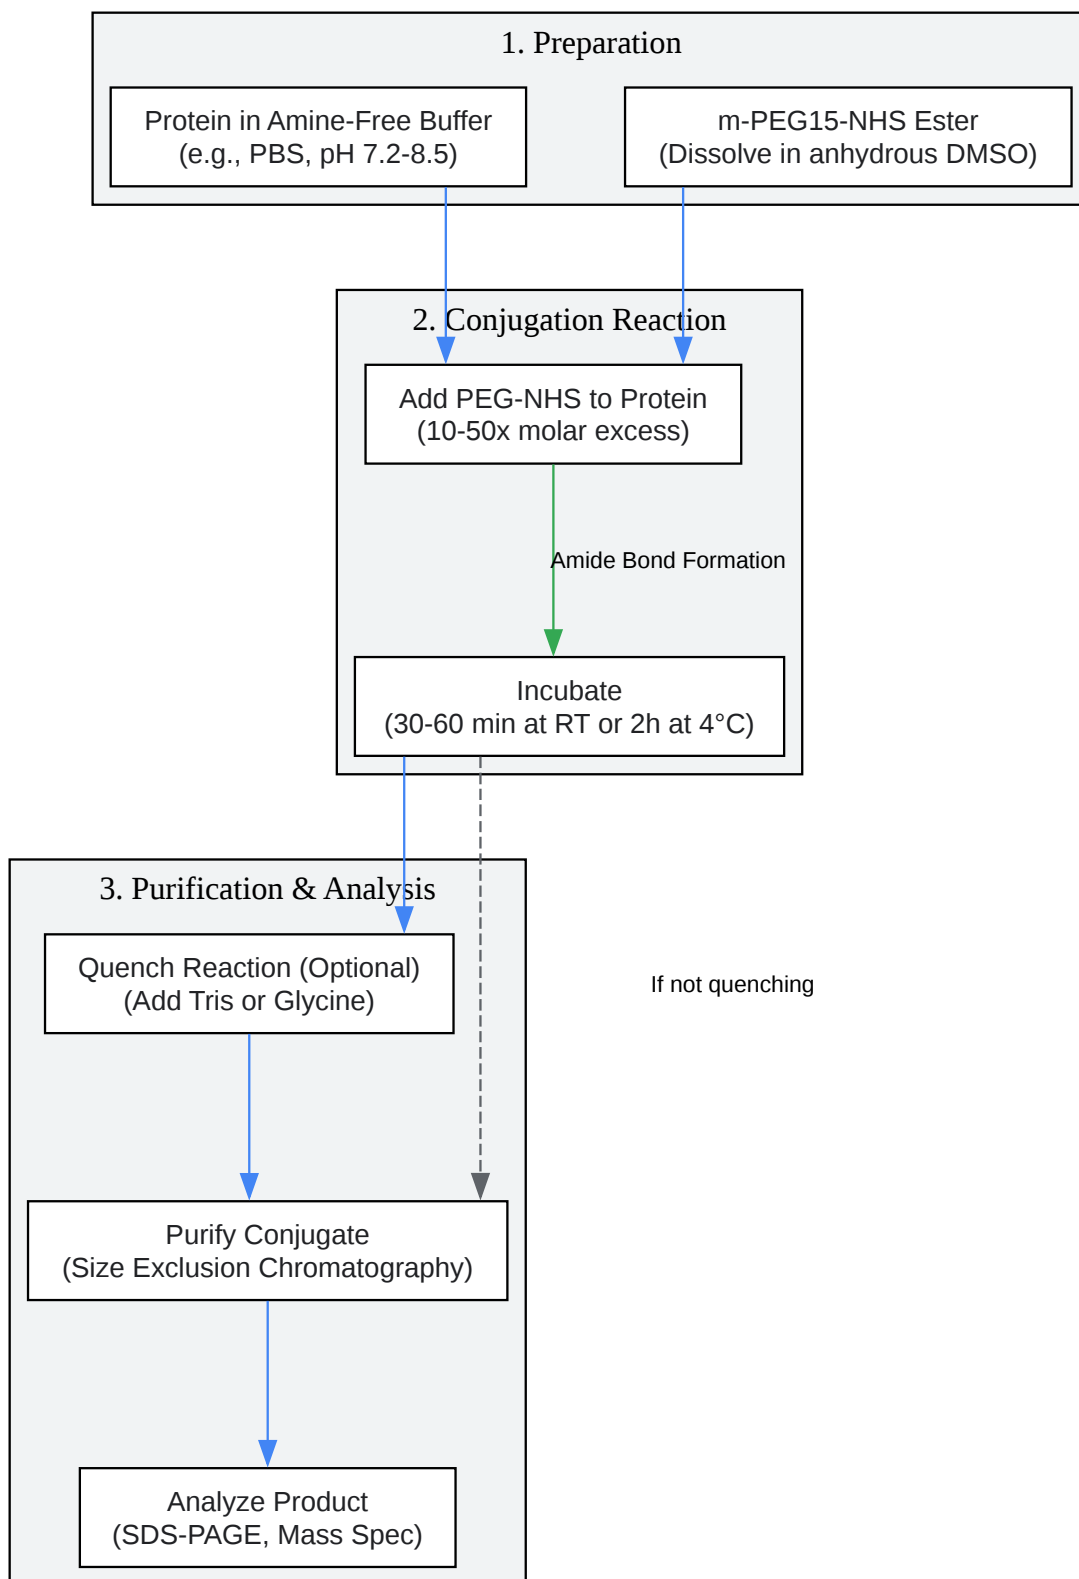 1. Preparation
Protein in Amine-Free Buffer
(e.g., PBS, pH 7.2-8.5)
m-PEG15-NHS Ester
(Dissolve in anhydrous DMSO)
2. Conjugation Reaction
Add PEG-NHS to Protein
(10-50x molar excess)
Amide Bond Formation
Incubate
(30-60 min at RT or 2h at 4°C)
3. Purification & Analysis
Quench Reaction (Optional)
(Add Tris or Glycine)
If not quenching
Purify Conjugate
(Size Exclusion Chromatography)
Analyze Product
(SDS-PAGE, Mass Spec)